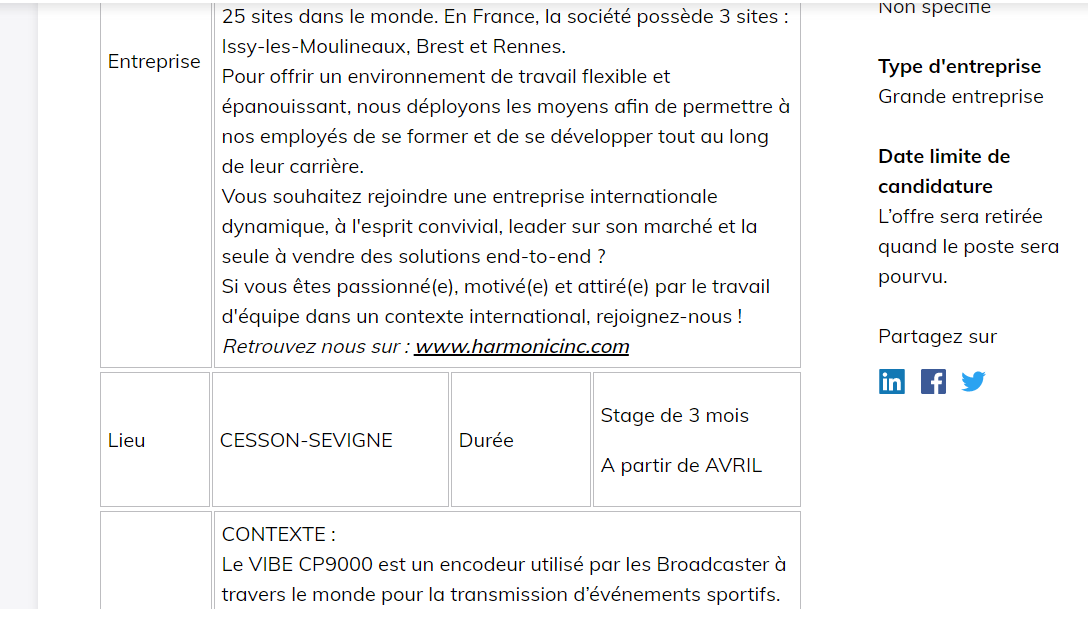 25 sites dans le monde. En France, la société possède 3 sites :
Issy-les-Moulineaux, Brest et Rennes.
Entreprise
Pour offrir un environnement de travail flexible et
épanouissant, nous déployons les moyens afin de permettre à
nos employés de se former et de se développer tout au long
de leur carrière.
Vous souhaitez rejoindre une entreprise internationale
dynamique, à l'esprit convivial, leader sur son marché et la
seule à vendre des solutions end-to-end ?
Si vous êtes passionné(e), motivé(e) et attiré(e) par le travail
d'équipe dans un contexte international, rejoignez-nous !
Retrouvez nous sur : www.harmonicinc.com
Lieu
CESSON-SEVIGNE
Durée
Stage de 3 mois
A partir de AVRIL
CONTEXTE :
Le VIBE CP9000 est un encodeur utilisé par les Broadcaster à
travers le monde pour la transmission d’événements sportifs.
Non spécifié
Type d'entreprise
Grande entreprise
Date limite de
candidature
L’offre sera retirée
quand le poste sera
pourvu.
Partagez sur
in
f